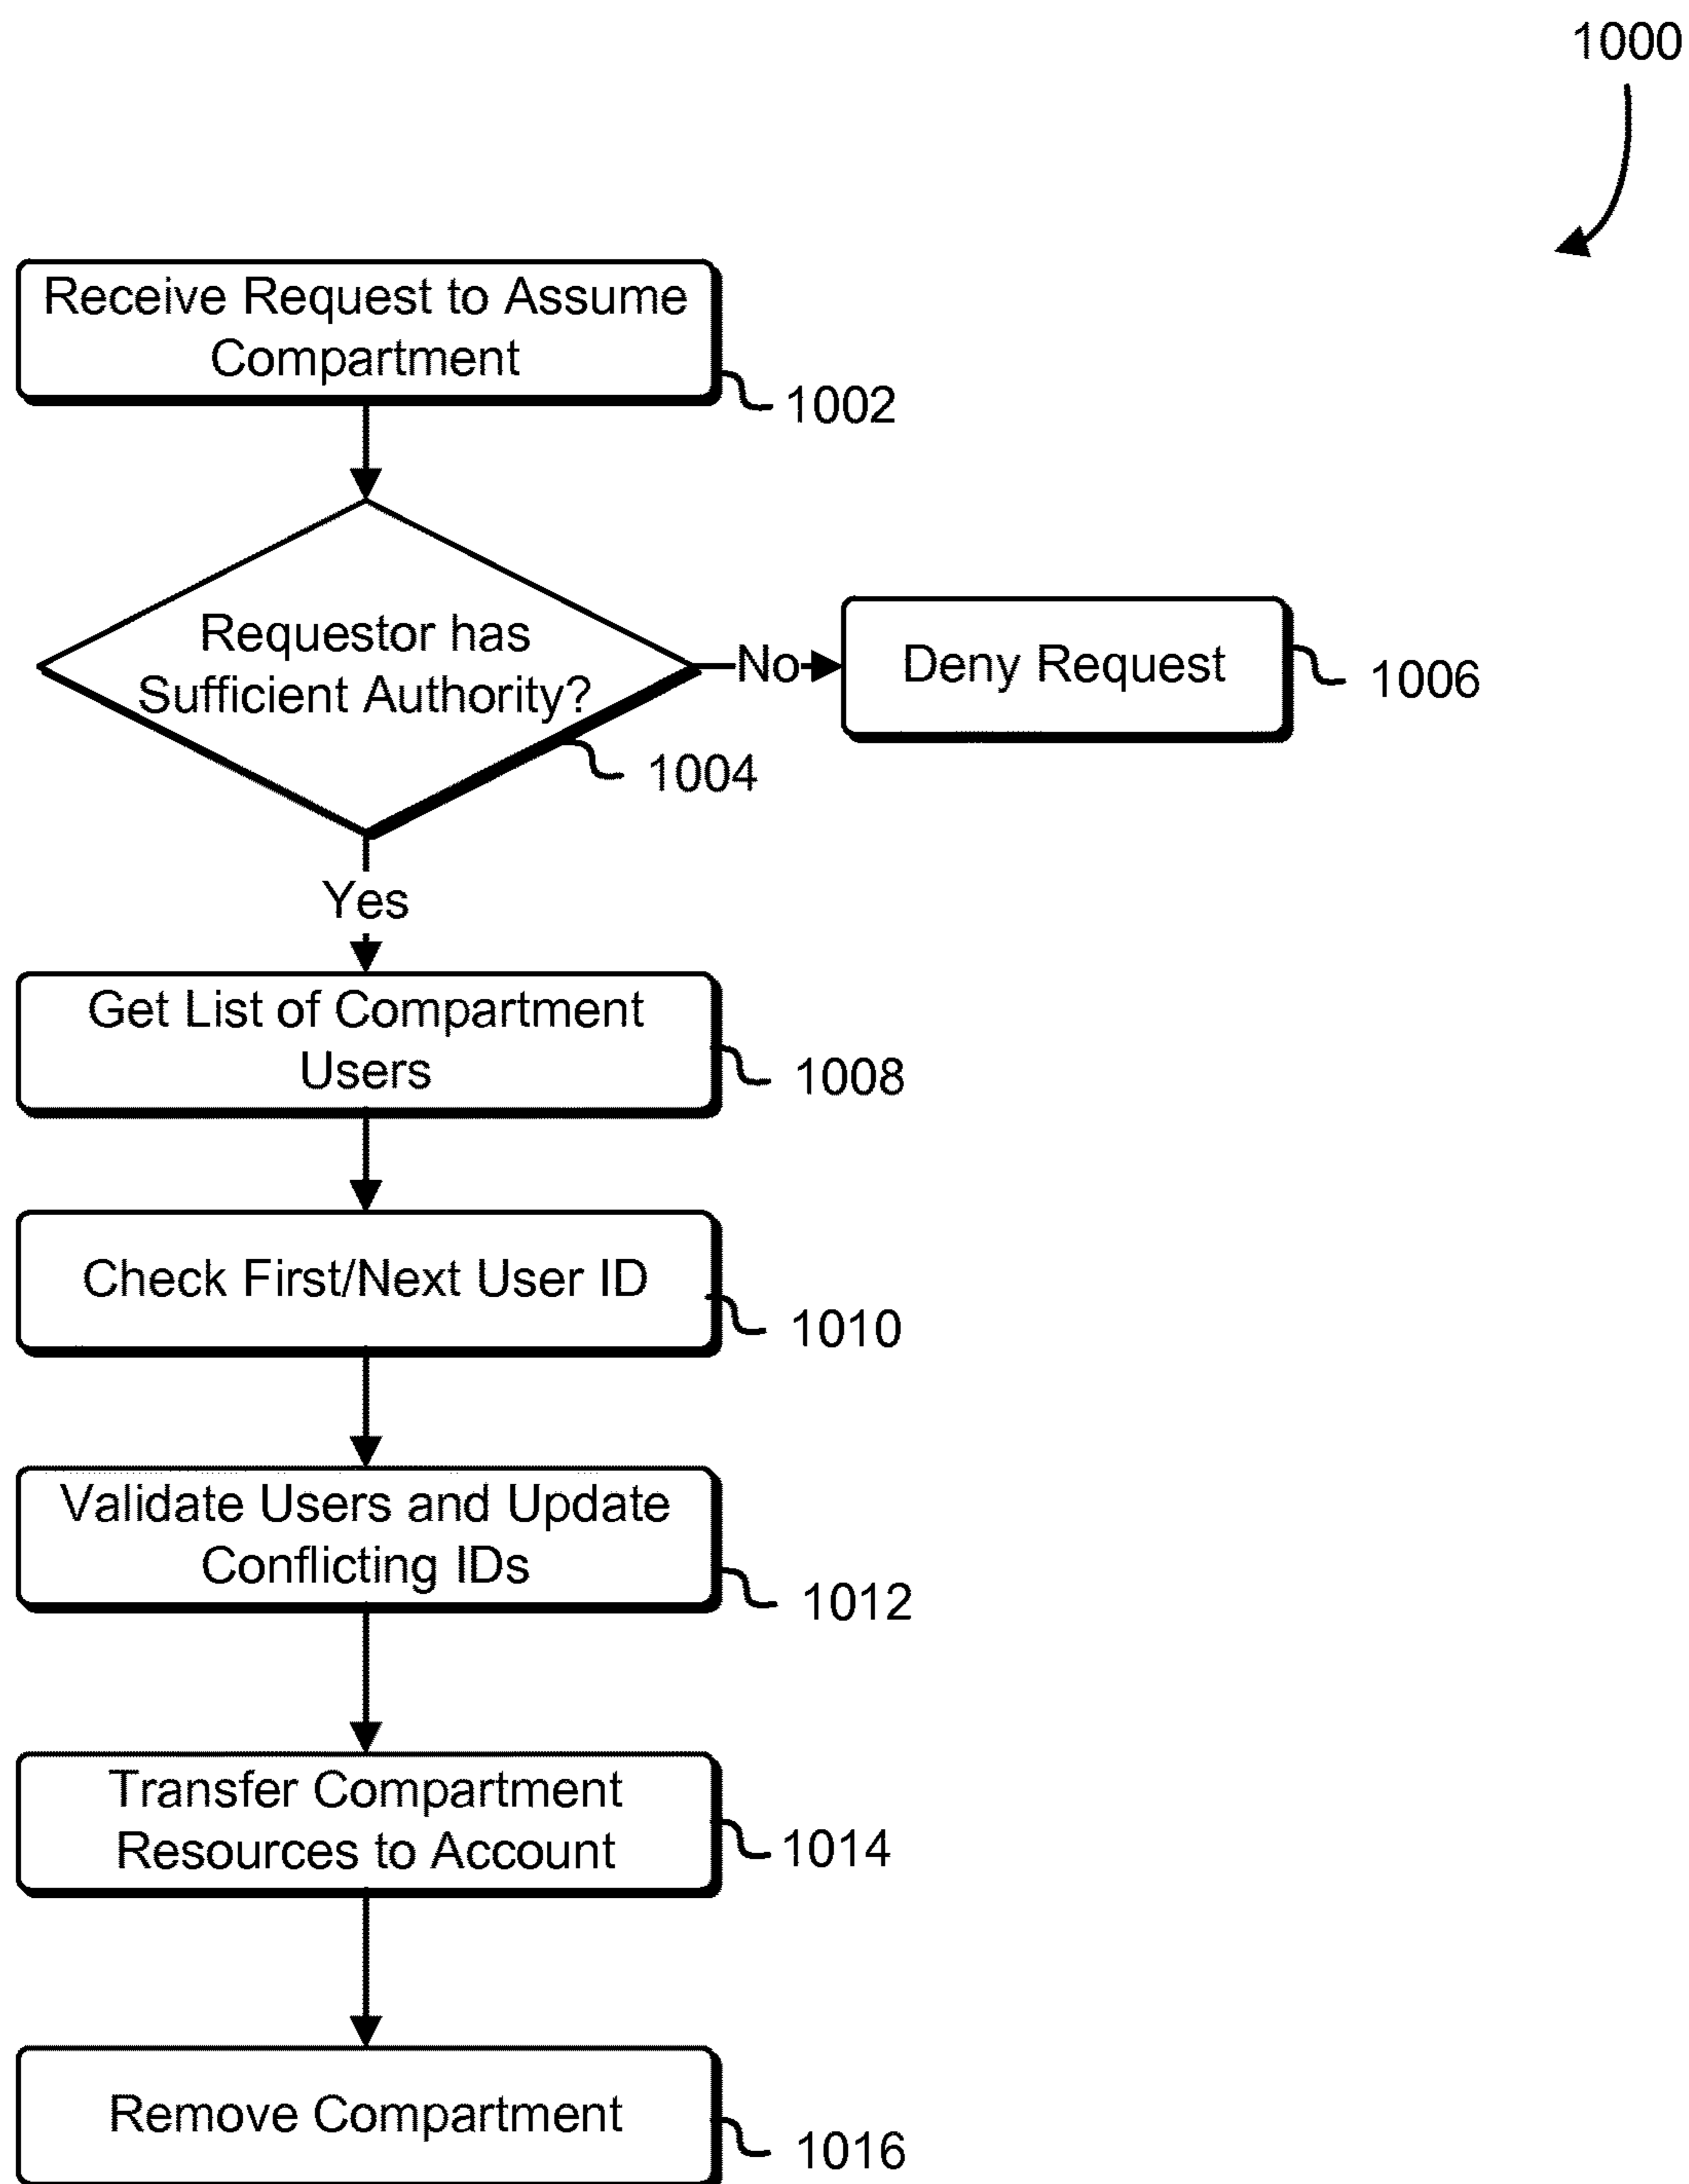 1000
Receive Request to Assume
Compartment
1002
Requestor has
Sufficient Authority?
1004
No
Deny Request
1006
Yes
Get List of Compartment
Users
1008
Check First/Next User ID
1010
Validate Users and Update
Conflicting IDs
1012
Transfer Compartment
Resources to Account
1014
Remove Compartment
1016